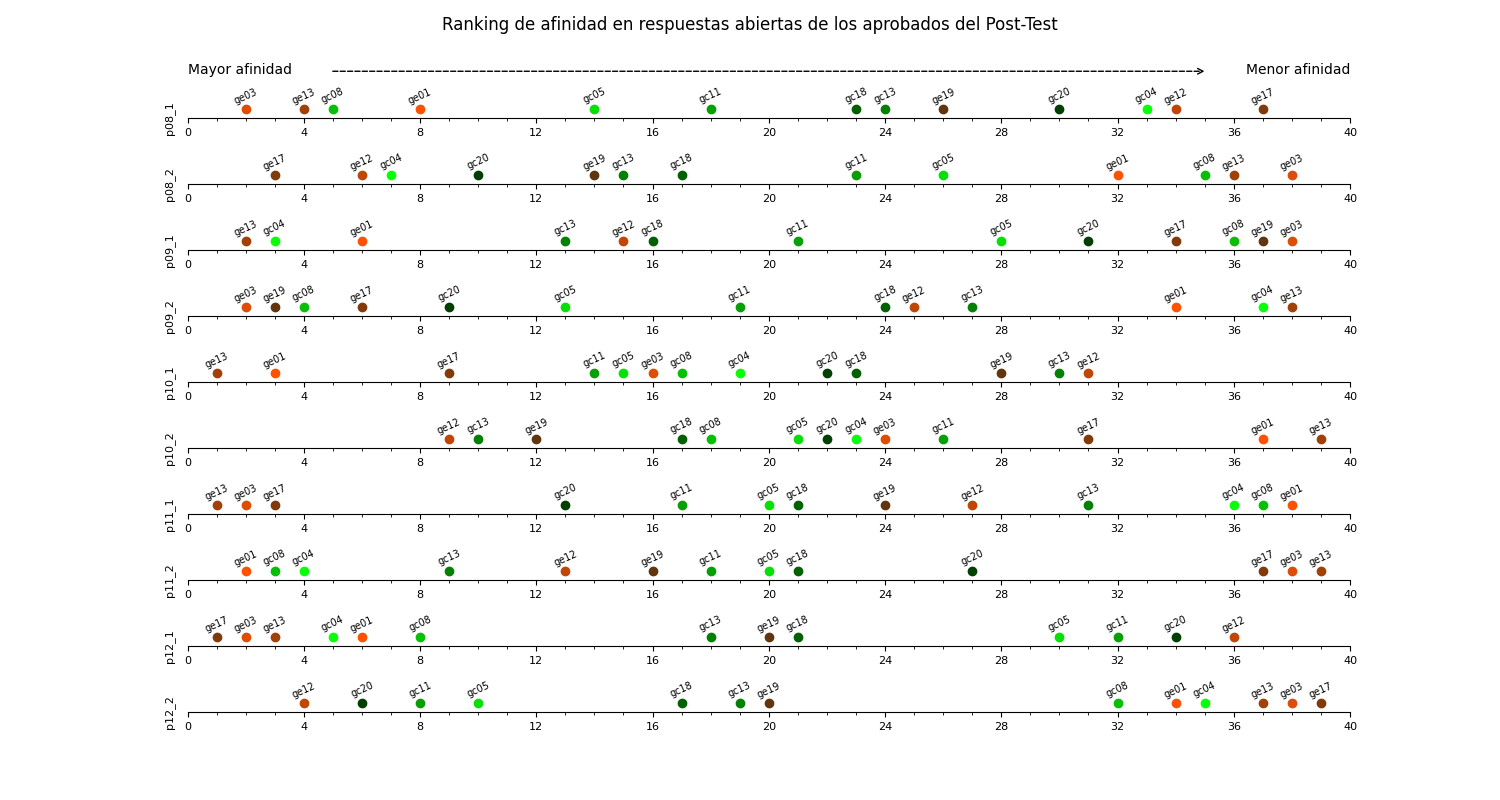 Ranking de afinidad en respuestas abiertas de los aprobados del Post-Test
Mayor afinidad Menor afinidad
p08_1
ge03 ge13 gc08 ge01 gc05 gc11 gc18 gc13 ge19 gc20 gc04 ge12 ge17
0 4 8 12 16 20 24 28 32 36 40
p08_2
ge17 ge12 gc04 gc20 ge19 gc13 gc18 gc11 gc05 ge01 gc08 ge13 ge03
0 4 8 12 16 20 24 28 32 36 40
p09_1
ge13 gc04 ge01 gc13 ge12 gc18 gc11 gc05 gc20 ge17 gc08 ge19 ge03
0 4 8 12 16 20 24 28 32 36 40
p09_2
ge03 ge19 gc08 ge17 gc20 gc05 gc11 gc18 ge12 gc13 ge01 gc04 ge13
0 4 8 12 16 20 24 28 32 36 40
p10_1
ge13 ge01 ge17 gc11 gc05 ge03 gc08 gc04 gc20 gc18 ge19 gc13 ge12
0 4 8 12 16 20 24 28 32 36 40
p10_2
ge12 gc13 ge19 gc18 gc08 gc05 gc20 gc04 ge03 gc11 ge17 ge01 ge13
0 4 8 12 16 20 24 28 32 36 40
p11_1
ge13 ge03 ge17 gc20 gc11 gc05 gc18 ge19 ge12 gc13 gc04 gc08 ge01
0 4 8 12 16 20 24 28 32 36 40
p11_2
ge01 gc08 gc04 gc13 ge12 ge19 gc11 gc05 gc18 gc20 ge17 ge03 ge13
0 4 8 12 16 20 24 28 32 36 40
p12_1
ge17 ge03 ge13 gc04 ge01 gc08 gc13 ge19 gc18 gc05 gc11 gc20 ge12
0 4 8 12 16 20 24 28 32 36 40
p12_2
ge12 gc20 gc11 gc05 gc18 gc13 ge19 gc08 ge01 gc04 ge13 ge03 ge17
0 4 8 12 16 20 24 28 32 36 40